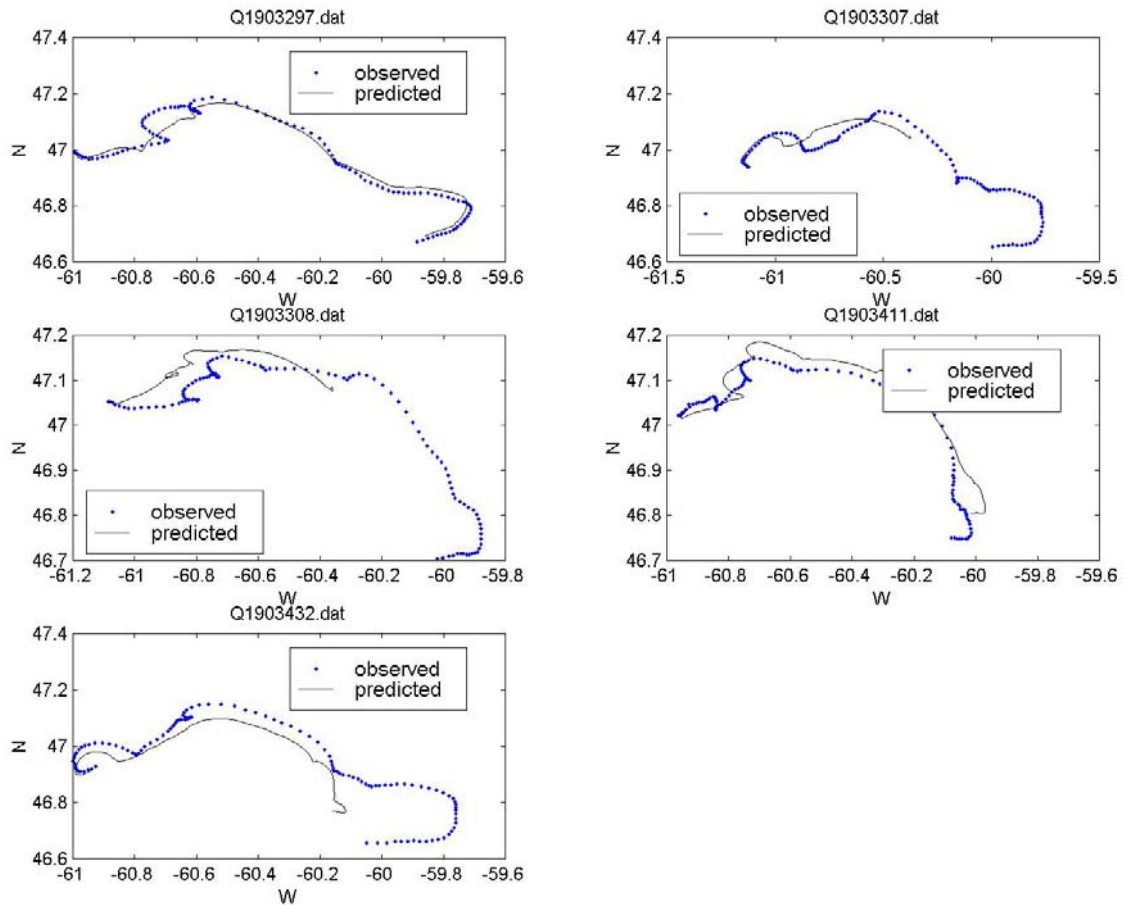 Q1903297.dat
47.4
47.2
47
46.8
46.6
N
observed
predicted
-61 -60.8 -60.6 -60.4 -60.2 -60 -59.8 -59.6
W
Q1903307.dat
47.4
47.2
47
46.8
46.6
N
observed
predicted
-61.5 -61 -60.5 -60 -59.5
W
Q1903308.dat
47.2
47.1
47
46.9
46.8
46.7
N
observed
predicted
-61.2 -61 -60.8 -60.6 -60.4 -60.2 -60 -59.8
W
Q1903411.dat
47.2
47.1
47
46.9
46.8
46.7
N
observed
predicted
-61 -60.8 -60.6 -60.4 -60.2 -60 -59.8 -59.6
W
Q1903432.dat
47.4
47.2
47
46.8
46.6
N
observed
predicted
-61 -60.8 -60.6 -60.4 -60.2 -60 -59.8 -59.6
W